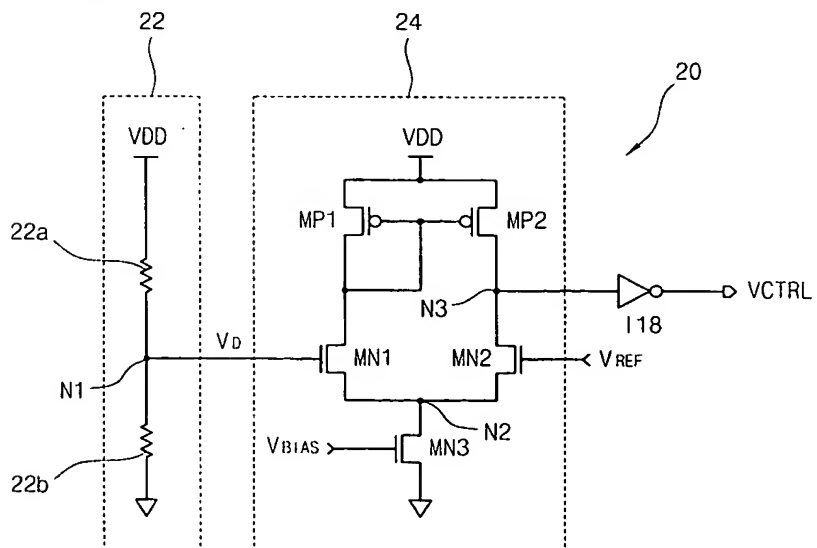 22
24
20
VDD
VDD
MP1
MP2
22a
N3
VCTRL
I18
VD
MN1
MN2
VREF
N1
N2
VBIAS
MN3
22b